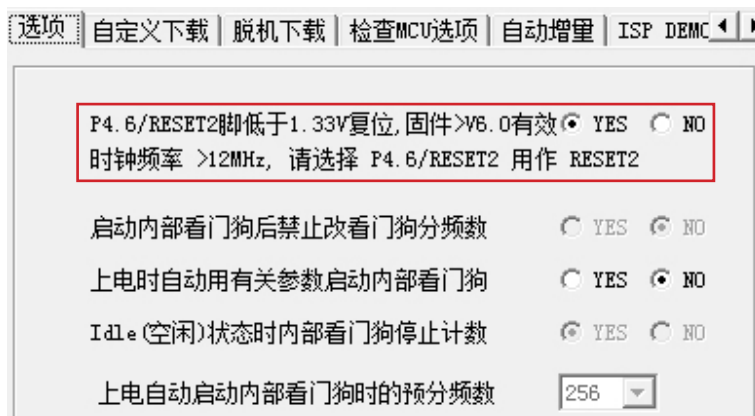 选项 自定义下载 脱机下载 检查MCU选项 自动增量 ISP DEMO
P4.6/RESET2脚低于1.33V复位,固件>V6.0有效 YES NO
时钟频率 >12MHz, 请选择 P4.6/RESET2 用作 RESET2
启动内部看门狗后禁止改看门狗分频数 YES NO
上电时自动用有关参数启动内部看门狗 YES NO
Idle(空闲)状态时内部看门狗停止计数 YES NO
上电自动启动内部看门狗时的预分频数 256